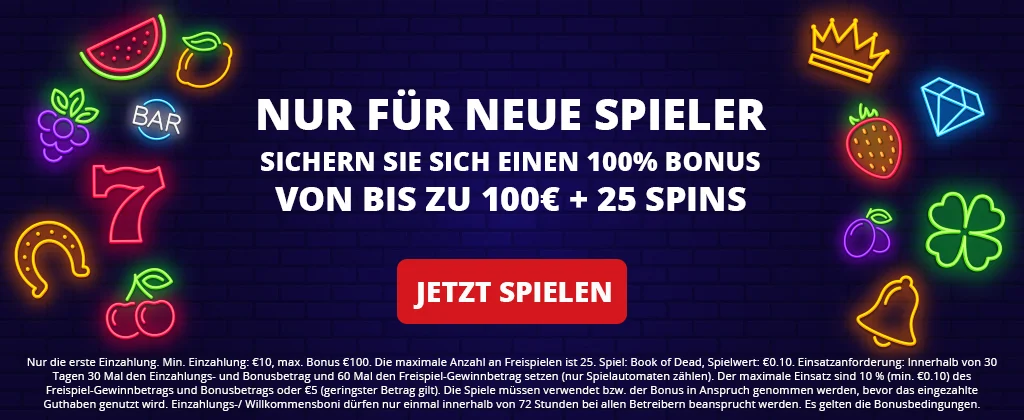 BAR
NUR FÜR NEUE SPIELER
SICHERN SIE SICH EINEN 100% BONUS
VON BIS ZU 100€ + 25 SPINS
7
JETZT SPIELEN
Nur die erste Einzahlung. Min. Einzahlung: €10, max. Bonus €100. Die maximale Anzahl an Freispielen ist 25. Spiel: Book of Dead, Spielwert: €0.10. Einsatzanforderung: Innerhalb von 30
Tagen 30 Mal den Einzahlungs- und Bonusbetrag und 60 Mal den Freispiel-Gewinnbetrag setzen (nur Spielautomaten zählen). Der maximale Einsatz sind 10 % (min. €0.10) des
Freispiel-Gewinnbetrags und Bonusbetrags oder €5 (geringster Betrag gilt). Die Spiele müssen verwendet bzw. der Bonus in Anspruch genommen werden, bevor das eingezahlte
Guthaben genutzt wird. Einzahlungs-/ Willkommensboni dürfen nur einmal innerhalb von 72 Stunden bei allen Betreibern beansprucht werden. Es gelten die Bonusbedingungen.